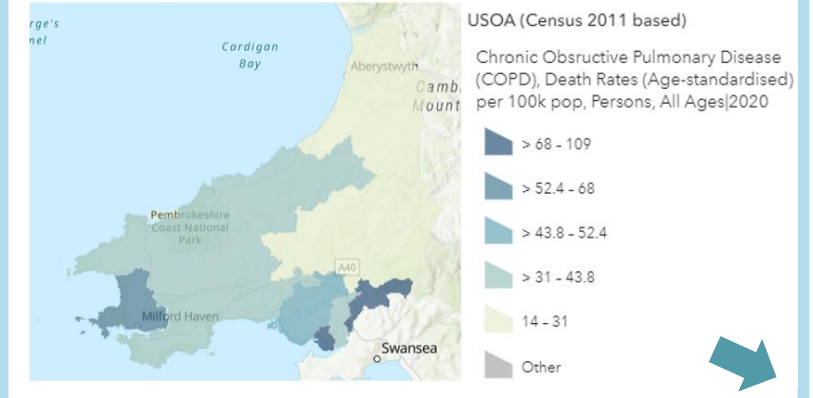 rge's
nel
Cardigan
Bay
Aberystwyth
Camb
Mount
Pembrokeshire
Coast National
Park
A40
Milford Haven
Swansea
USOA (Census 2011 based)
Chronic Obsructive Pulmonary Disease
(COPD), Death Rates (Age-standardised)
per 100k pop, Persons, All Ages|2020
> 68 - 109
> 52.4 - 68
> 43.8 - 52.4
> 31 - 43.8
14 - 31
Other